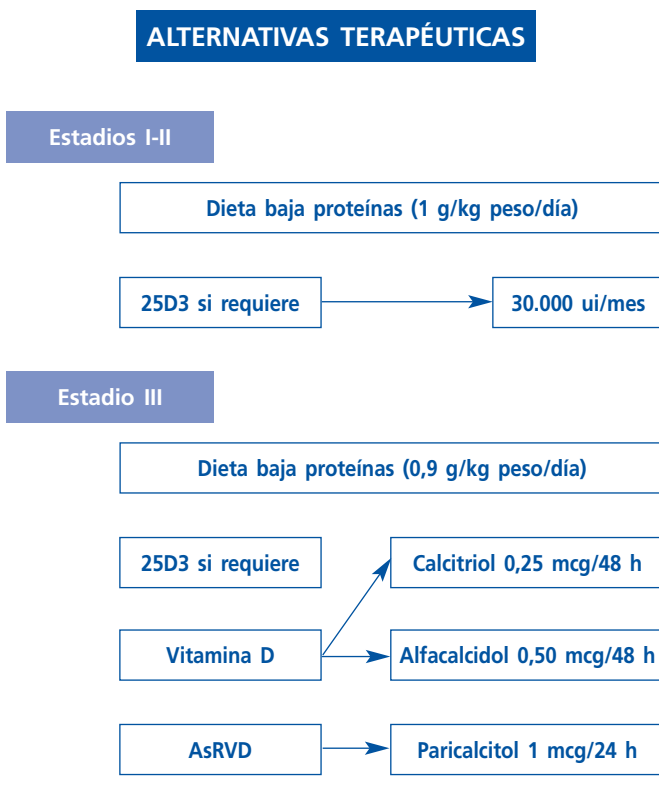 ALTERNATIVAS TERAPÉUTICAS
Estadios I-II
Dieta baja proteínas (1 g/kg peso/día)
25D3 si requiere
30.000 ui/mes
Estadio III
Dieta baja proteínas (0,9 g/kg peso/día)
25D3 si requiere
Calcitriol 0,25 mcg/48 h
Vitamina D
Alfacalcidol 0,50 mcg/48 h
AsRVD
Paricalcitol 1 mcg/24 h